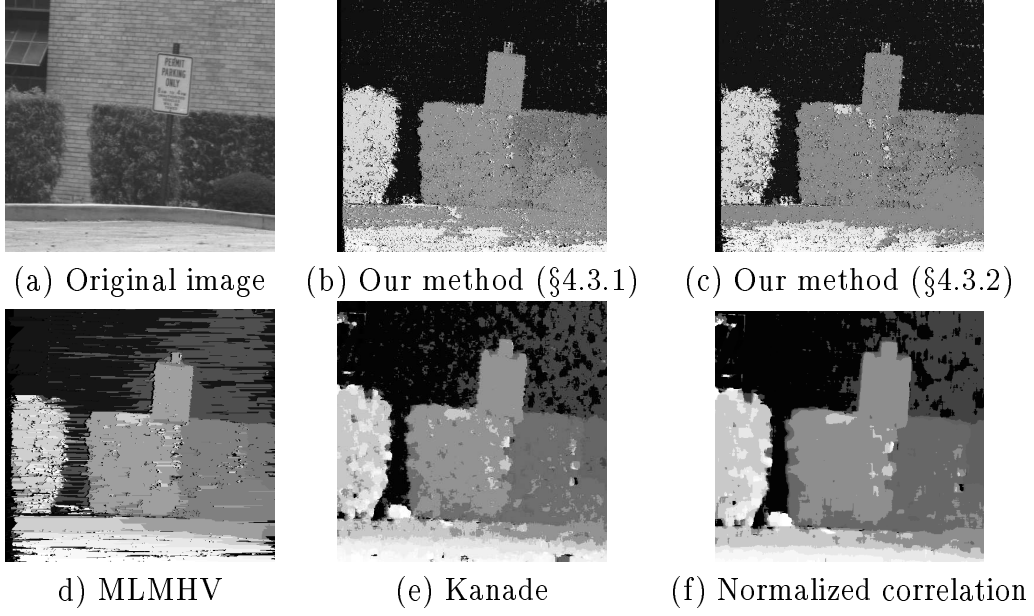 PERMIT
PARKING
ONLY
(a) Original image
(b) Our method (§4.3.1)
(c) Our method (§4.3.2)
d) MLMHV
(e) Kanade
(f) Normalized correlation